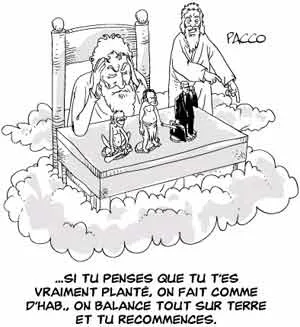 PACCO
...SI TU PENSES QUE TU T'ES
VRAIMENT PLANTÉ, ON FAIT COMME
D'HAB., ON BALANCE TOUT SUR TERRE
ET TU RECOMMENCES.